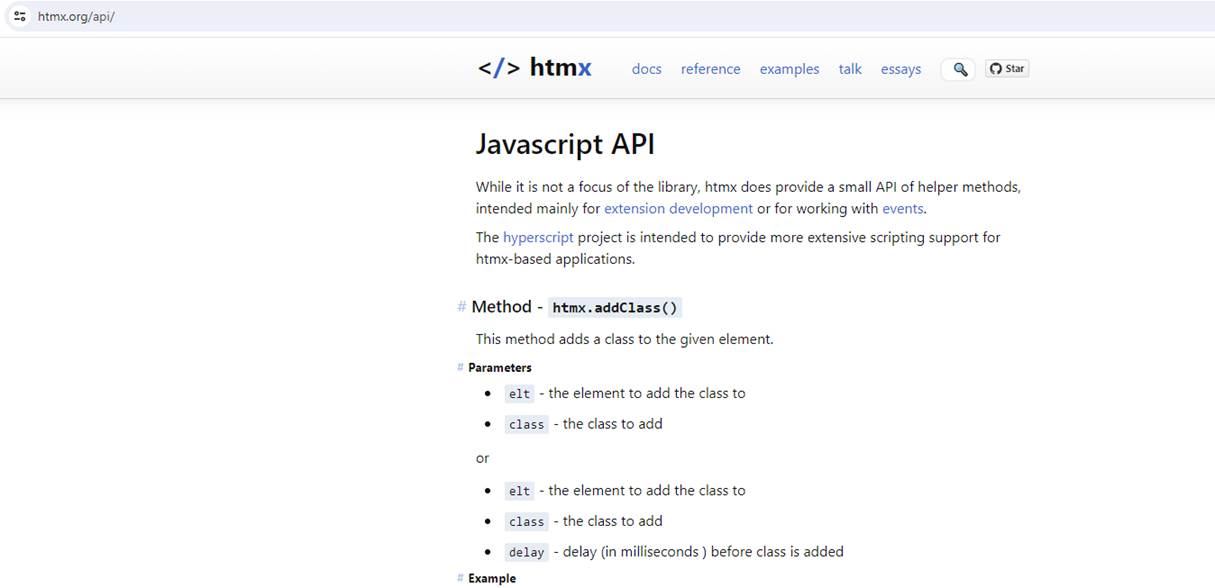 htmx.org/api/
</> htmx docs reference examples talk essays Star
Javascript API
While it is not a focus of the library, htmx does provide a small API of helper methods,
intended mainly for extension development or for working with events.
The hyperscript project is intended to provide more extensive scripting support for
htmx-based applications.
# Method - htmx.addClass()
This method adds a class to the given element.
# Parameters
• elt - the element to add the class to
• class - the class to add
or
• elt - the element to add the class to
• class - the class to add
• delay - delay (in milliseconds ) before class is added
# Example